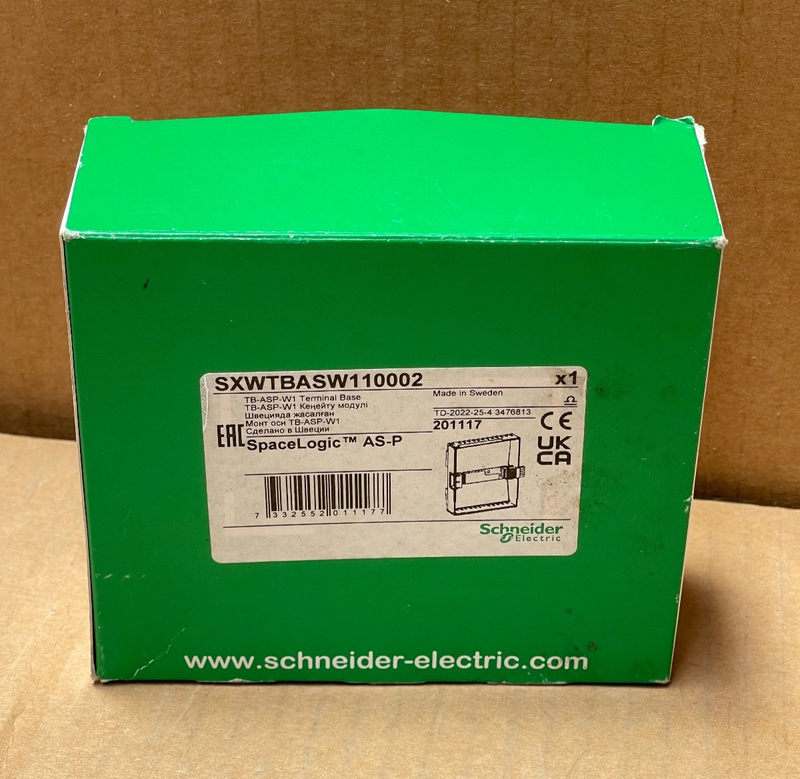 SXWTBASW110002 x1
TB-ASP-W1 Terminal Base
Made in Sweden
TB-ASP-W1 Кеңейту модулі
Швецияда жасалған
TD-2022-25-4 3476813
Монт осн TB-ASP-W1
201117
CE
Сделано в Швеции
EAC
SpaceLogic™ AS-P
UK
CA
7 332552 011177
Schneider
Electric
www.schneider-electric.com